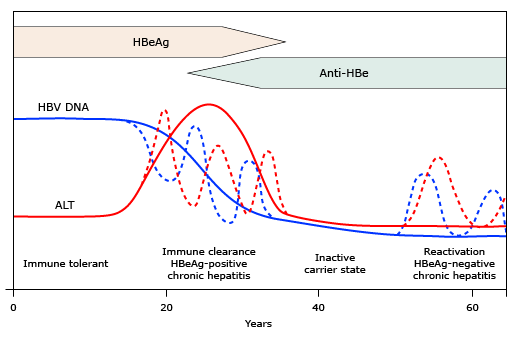 HBeAg
Anti-HBe
HBV DNA
ALT
Immune tolerant
Immune clearance
HBeAg-positive
chronic hepatitis
Inactive
carrier state
Reactivation
HBeAg-negative
chronic hepatitis
0 20 40 60
Years